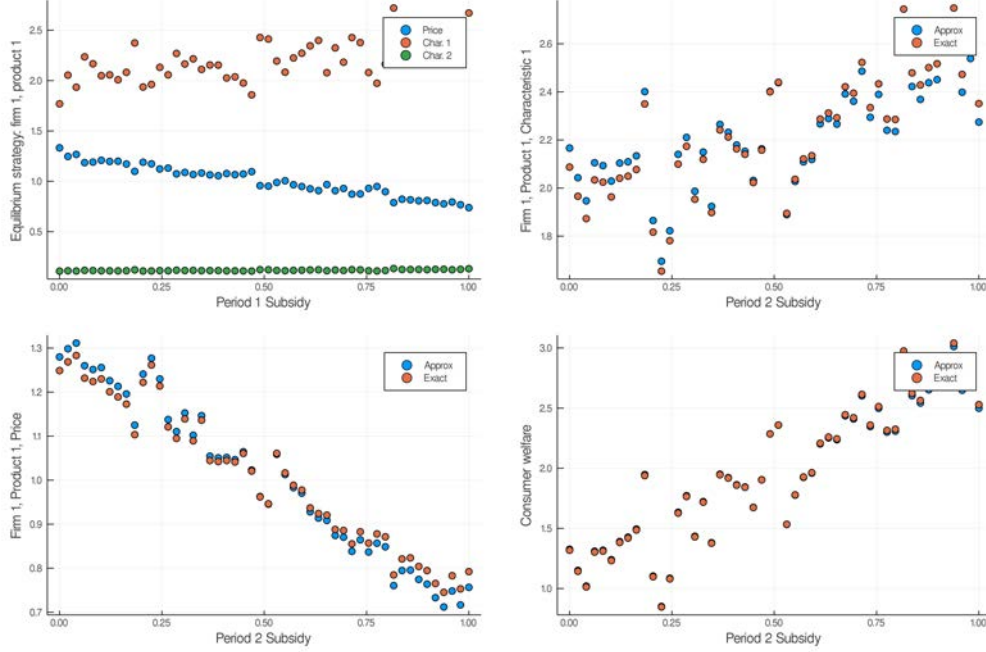 Equilibrium strategy: firm 1, product 1
2.5
2.0
1.5
1.0
0.5
0.00
0.25
0.50
0.75
1.00
Period 1 Subsidy
Price
Char. 1
Char. 2
Firm 1, Product 1, Characteristic 1
2.6
2.4
2.2
2.0
1.8
0.00
0.25
0.50
0.75
1.00
Period 2 Subsidy
Approx
Exact
Firm 1, Product 1, Price
1.3
1.2
1.1
1.0
0.9
0.8
0.7
0.00
0.25
0.50
0.75
1.00
Period 2 Subsidy
Approx
Exact
Consumer welfare
3.0
2.5
2.0
1.5
1.0
0.00
0.25
0.50
0.75
1.00
Period 2 Subsidy
Approx
Exact